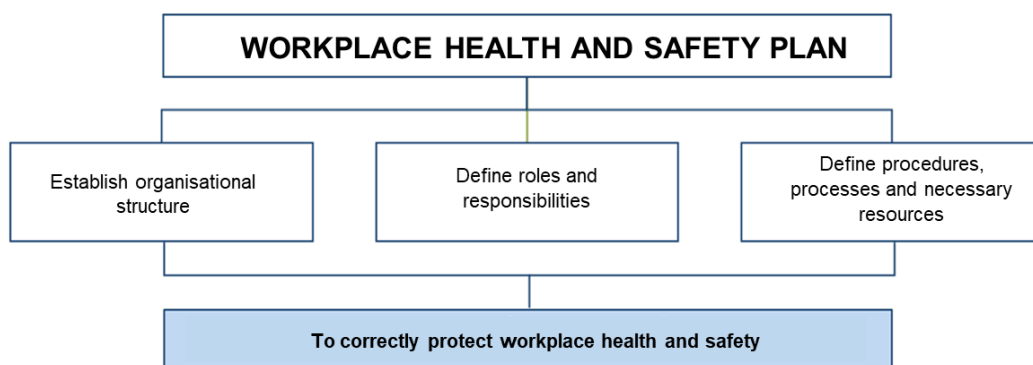 WORKPLACE HEALTH AND SAFETY PLAN
Establish organisational
structure
Define roles and
responsibilities
Define procedures,
processes and necessary
resources
To correctly protect workplace health and safety